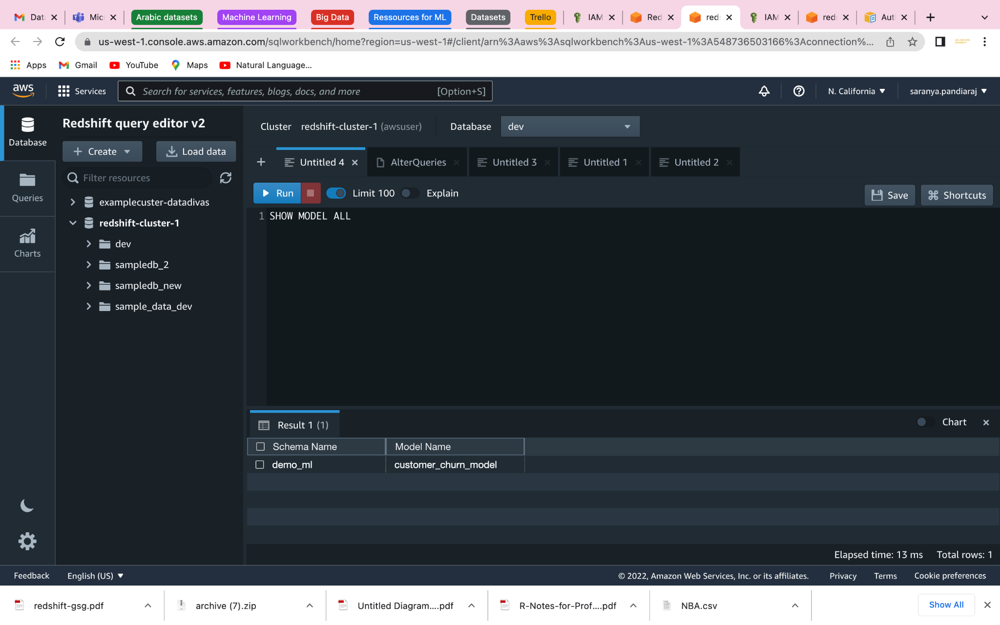 Dat
Mic
Arabic datasets
Machine Learning
Big Data
Ressources for ML
Datasets
Trello
IAM
Red
red
IAM
red
Aut
us-west-1.console.aws.amazon.com/sqlworkbench/home?region=us-west-1#/client/arn%3Aaws%3Asqlworkbench%3Aus-west-1%3A548736503166%3Aconnection%...
Apps
Gmail
YouTube
Maps
Natural Language...
aws
Services
Search for services, features, blogs, docs, and more
[Option+S]
N. California
saranya.pandiaraj
Database
Queries
Charts
Redshift query editor v2
Create
Load data
Filter resources
examplecuster-datadivas
redshift-cluster-1
dev
sampledb_2
sampledb_new
sample_data_dev
Cluster redshift-cluster-1 (awsuser)
Database
dev
Untitled 4
AlterQueries
Untitled 3
Untitled 1
Untitled 2
Run
Limit 100
Explain
Save
Shortcuts
1 SHOW MODEL ALL
Result 1 (1)
Chart
Schema Name Model Name
demo_ml customer_churn_model
Elapsed time: 13 ms Total rows: 1
Feedback
English (US)
© 2022, Amazon Web Services, Inc. or its affiliates.
Privacy
Terms
Cookie preferences
redshift-gsg.pdf
archive (7).zip
Untitled Diagram....pdf
R-Notes-for-Prof....pdf
NBA.csv
Show All